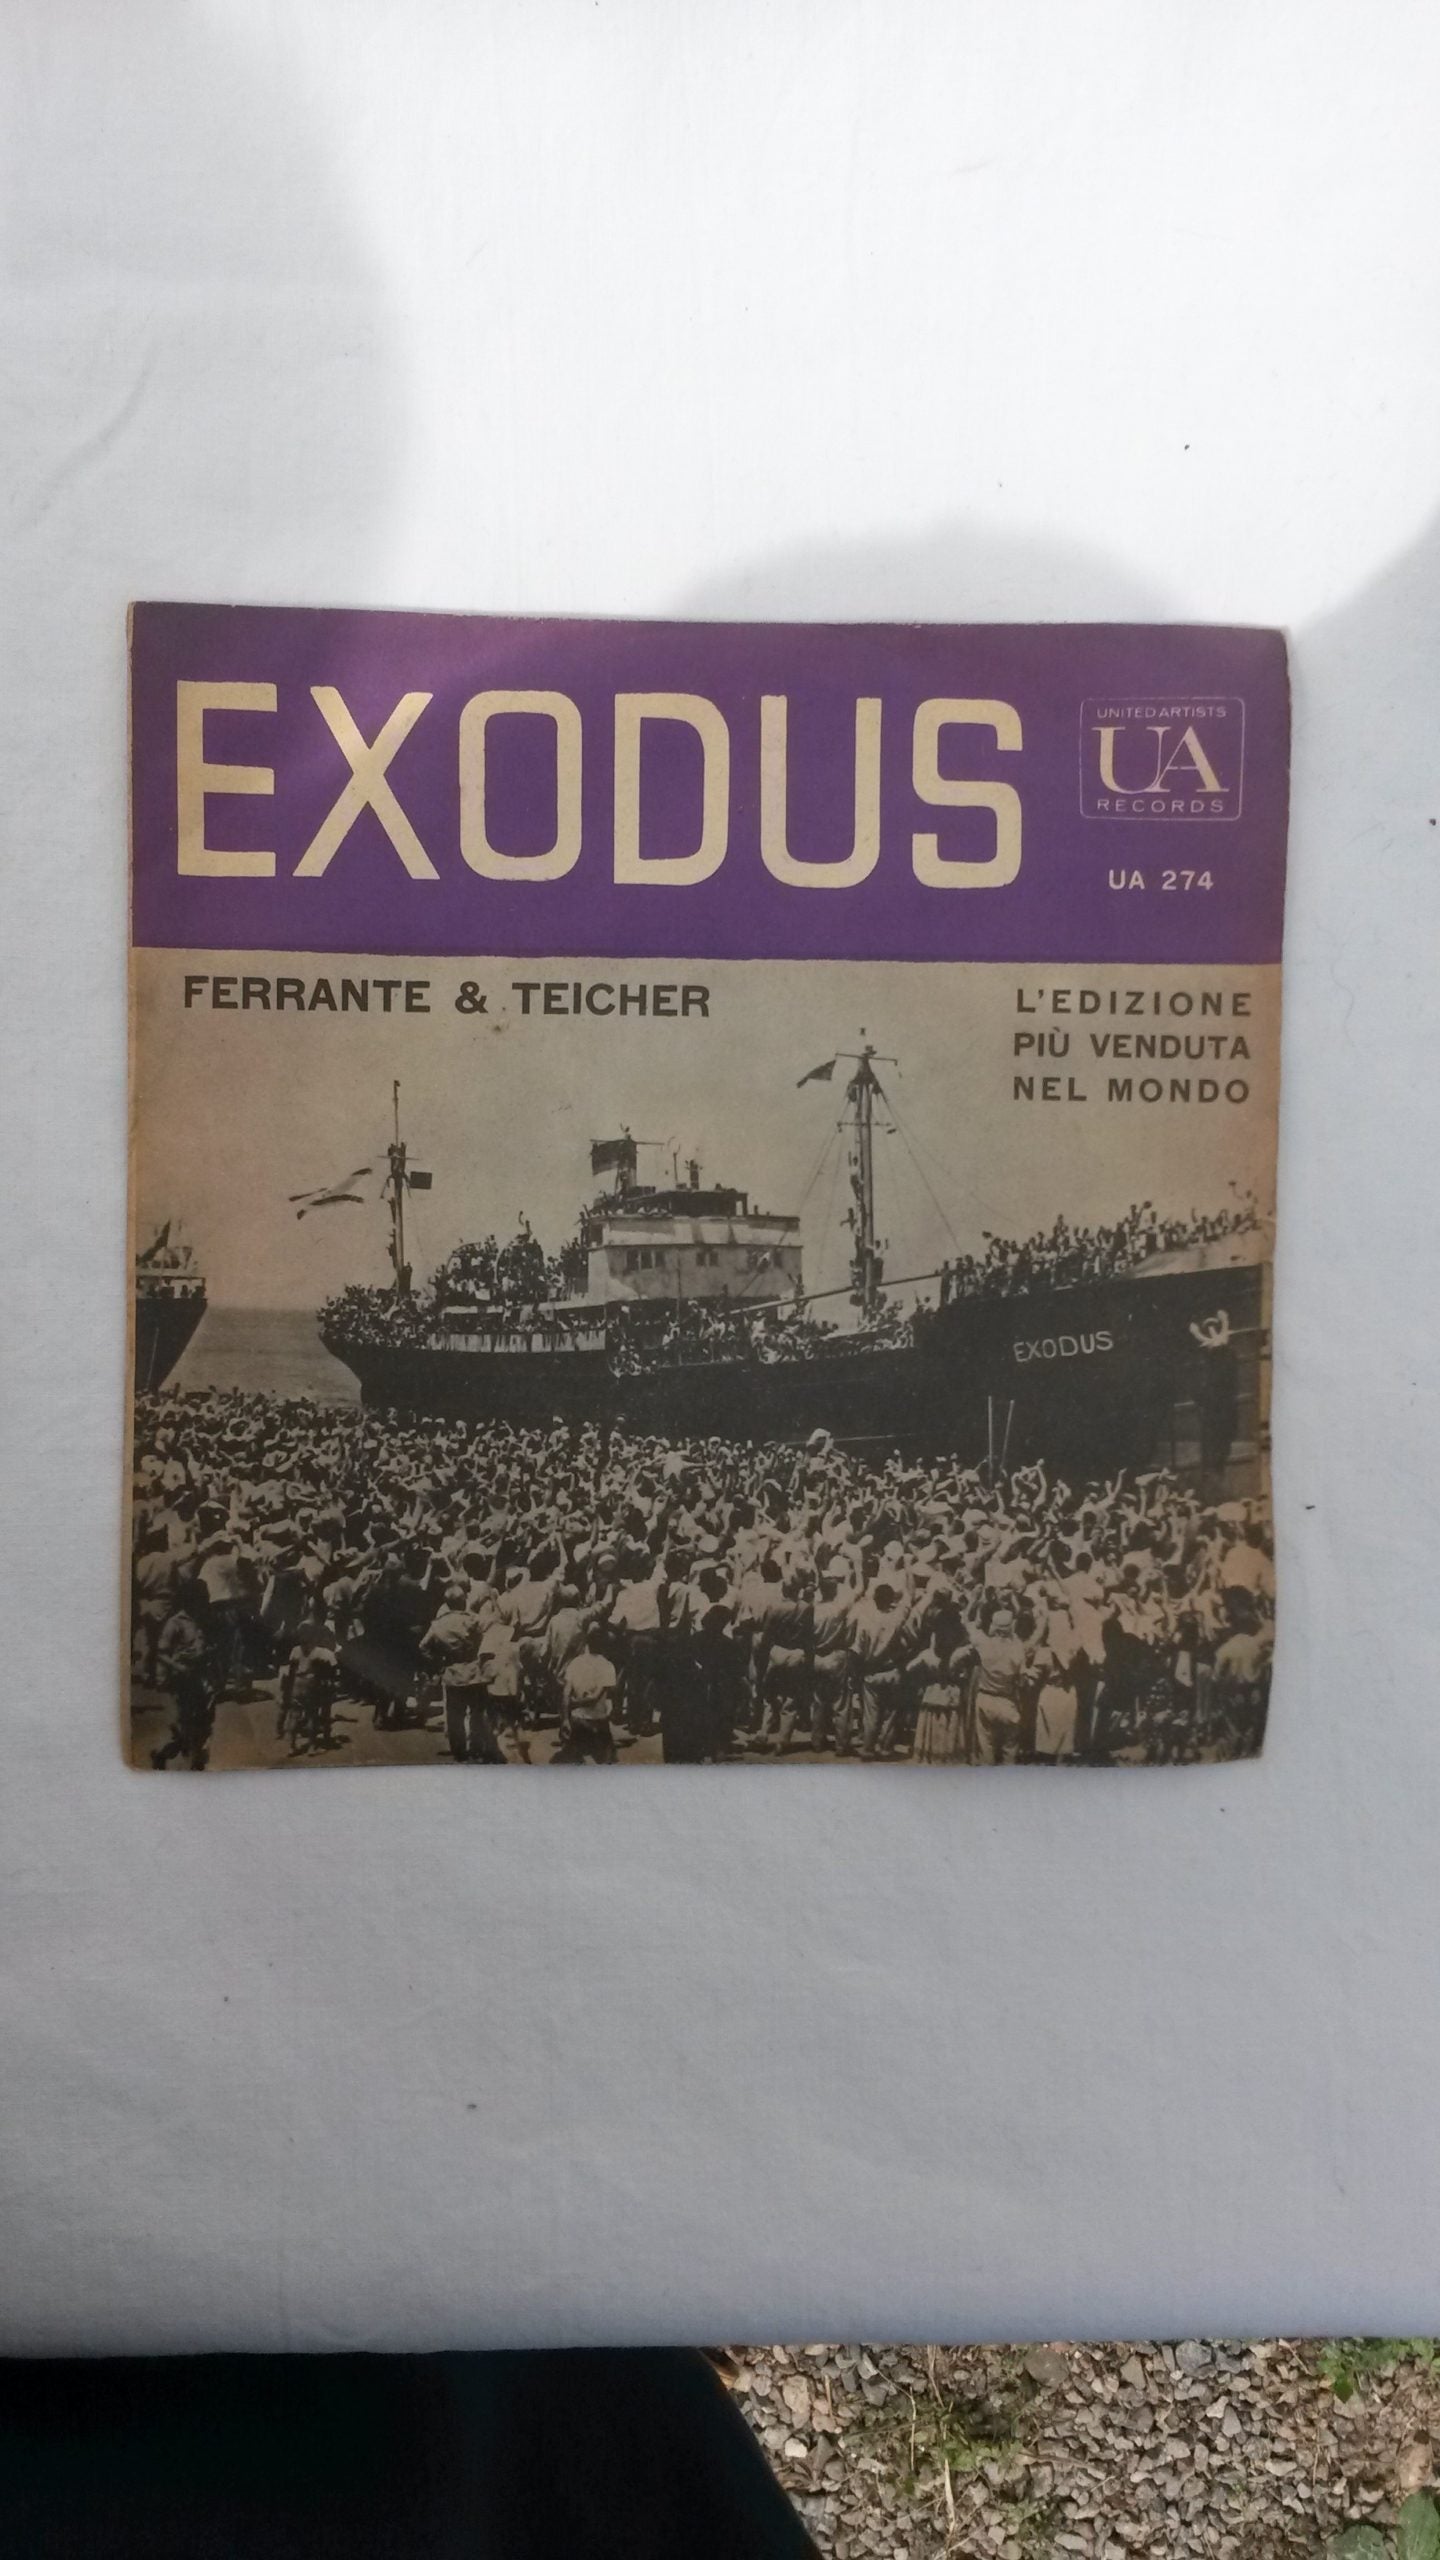 EXODUS
UNITED ARTISTS
UA
RECORDS
UA 274
FERRANTE & TEICHER
L'EDIZIONE
PIÙ VENDUTA
NEL MONDO
EXODUS